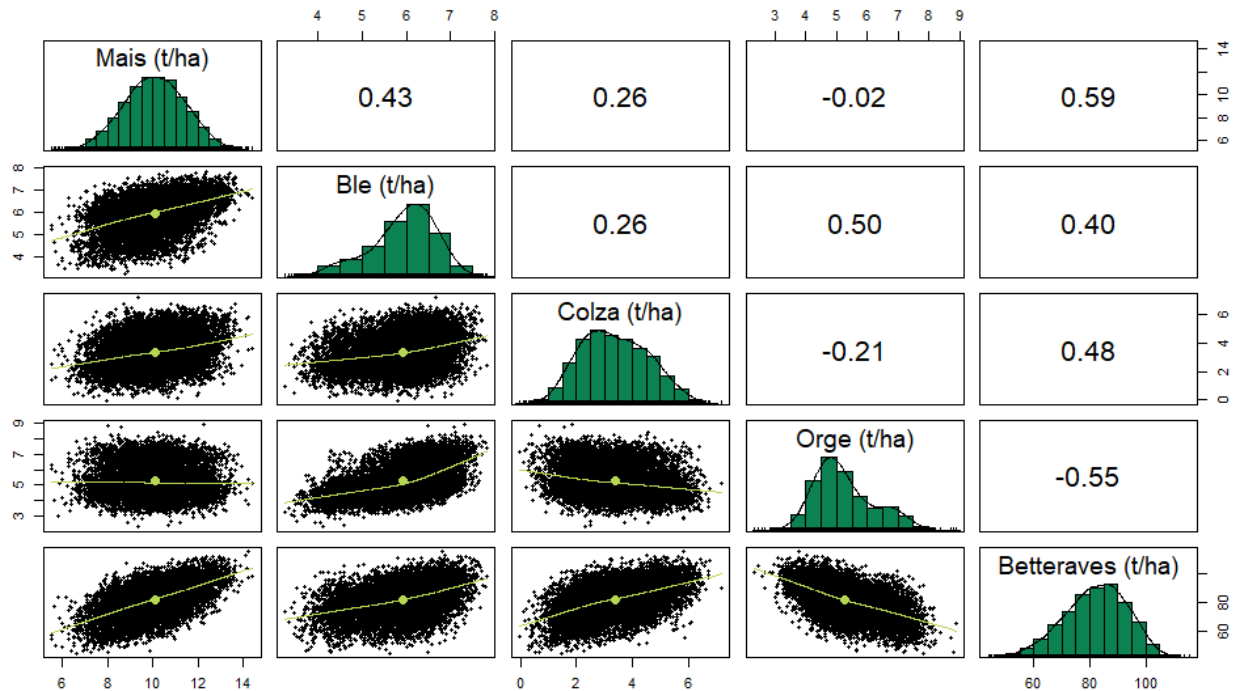 4 5 6 7 8 3 4 5 6 7 8 9
Mais (t/ha) 0.43 0.26 -0.02 0.59 6 8 10 12 14
4 5 6 7 8 Ble (t/ha) 0.26 0.50 0.40
Colza (t/ha) -0.21 0.48 0 2 4 6
3 5 7 9 Orge (t/ha) -0.55
Betteraves (t/ha) 60 80
6 8 10 12 14 0 2 4 6 60 80 100